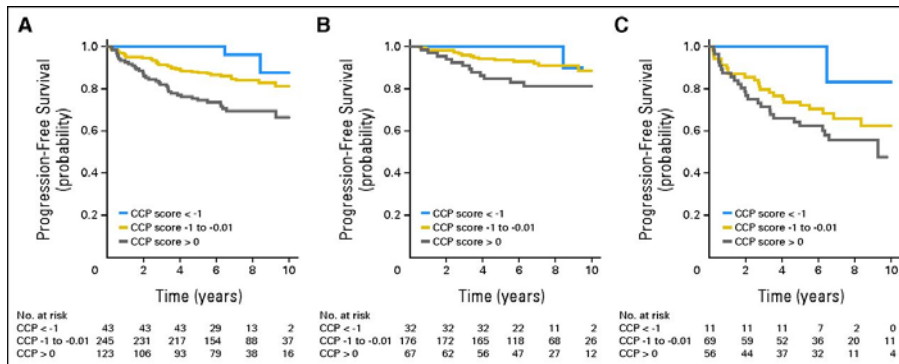 A
B
C
Progression-Free Survival
(probability)
1.0
0.8
0.6
0.4
0.2
CCP score < -1
CCP score -1 to -0.01
CCP score > 0
0 2 4 6 8 10
Time (years)
No. at risk
CCP < -1 43 43 43 29 13 2
CCP -1 to -0.01 245 231 217 154 88 37
CCP > 0 123 106 93 79 38 16
Progression-Free Survival
(probability)
1.0
0.8
0.6
0.4
0.2
CCP score < -1
CCP score -1 to -0.01
CCP score > 0
0 2 4 6 8 10
Time (years)
No. at risk
CCP < -1 32 32 32 22 11 2
CCP -1 to -0.01 176 172 165 118 68 26
CCP > 0 67 62 56 47 27 12
Progression-Free Survival
(probability)
1.0
0.8
0.6
0.4
0.2
CCP score < -1
CCP score -1 to -0.01
CCP score > 0
0 2 4 6 8 10
Time (years)
No. at risk
CCP < -1 11 11 11 7 2 0
CCP -1 to -0.01 69 59 52 36 20 11
CCP > 0 56 44 37 32 11 4